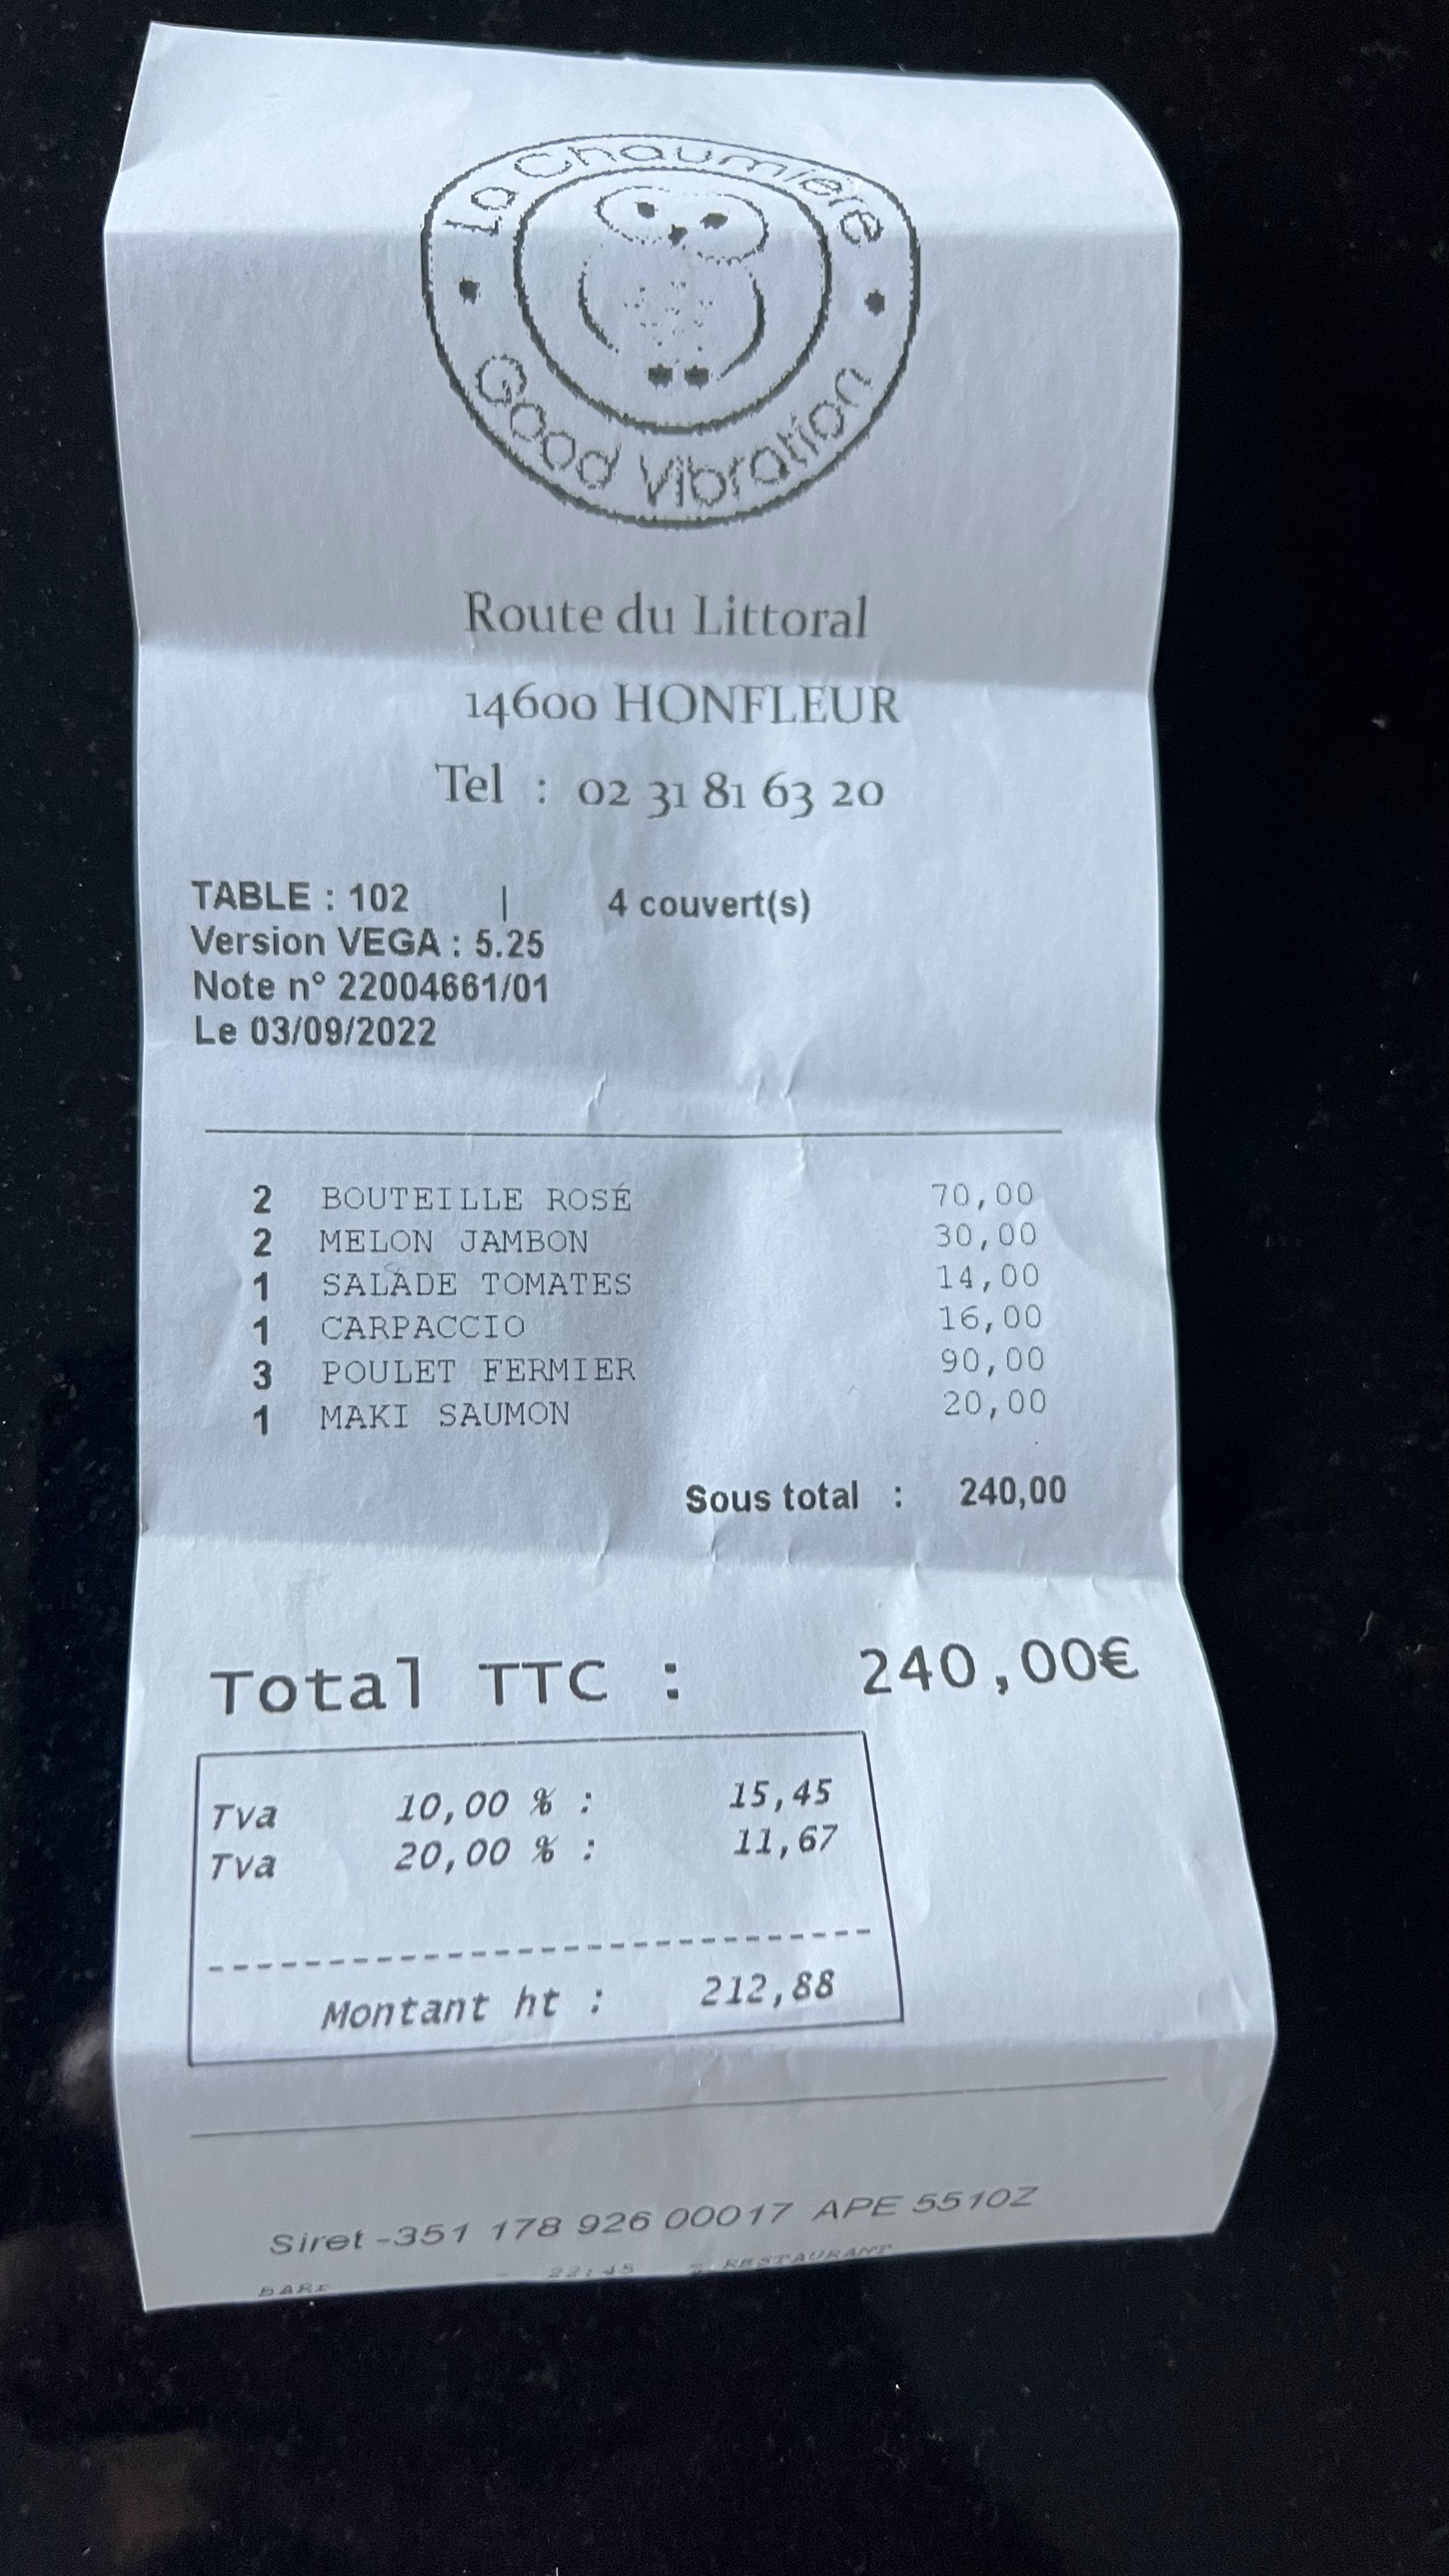 La Chaumière
Good Vibration
Route du Littoral
14600 HONFLEUR
Tel : 02 31 81 63 20
TABLE : 102 | 4 couvert(s)
Version VEGA : 5.25
Note n° 22004661/01
Le 03/09/2022
2 BOUTEILLE ROSÉ 70,00
2 MELON JAMBON 30,00
1 SALADE TOMATES 14,00
1 CARPACCIO 16,00
3 POULET FERMIER 90,00
1 MAKI SAUMON 20,00
Sous total : 240,00
Total TTC : 240,00€
Tva 10,00 % : 15,45
Tva 20,00 % : 11,67
Montant ht : 212,88
Siret -351 178 926 00017 APE 5510Z
- 22:45 RESTAURANT